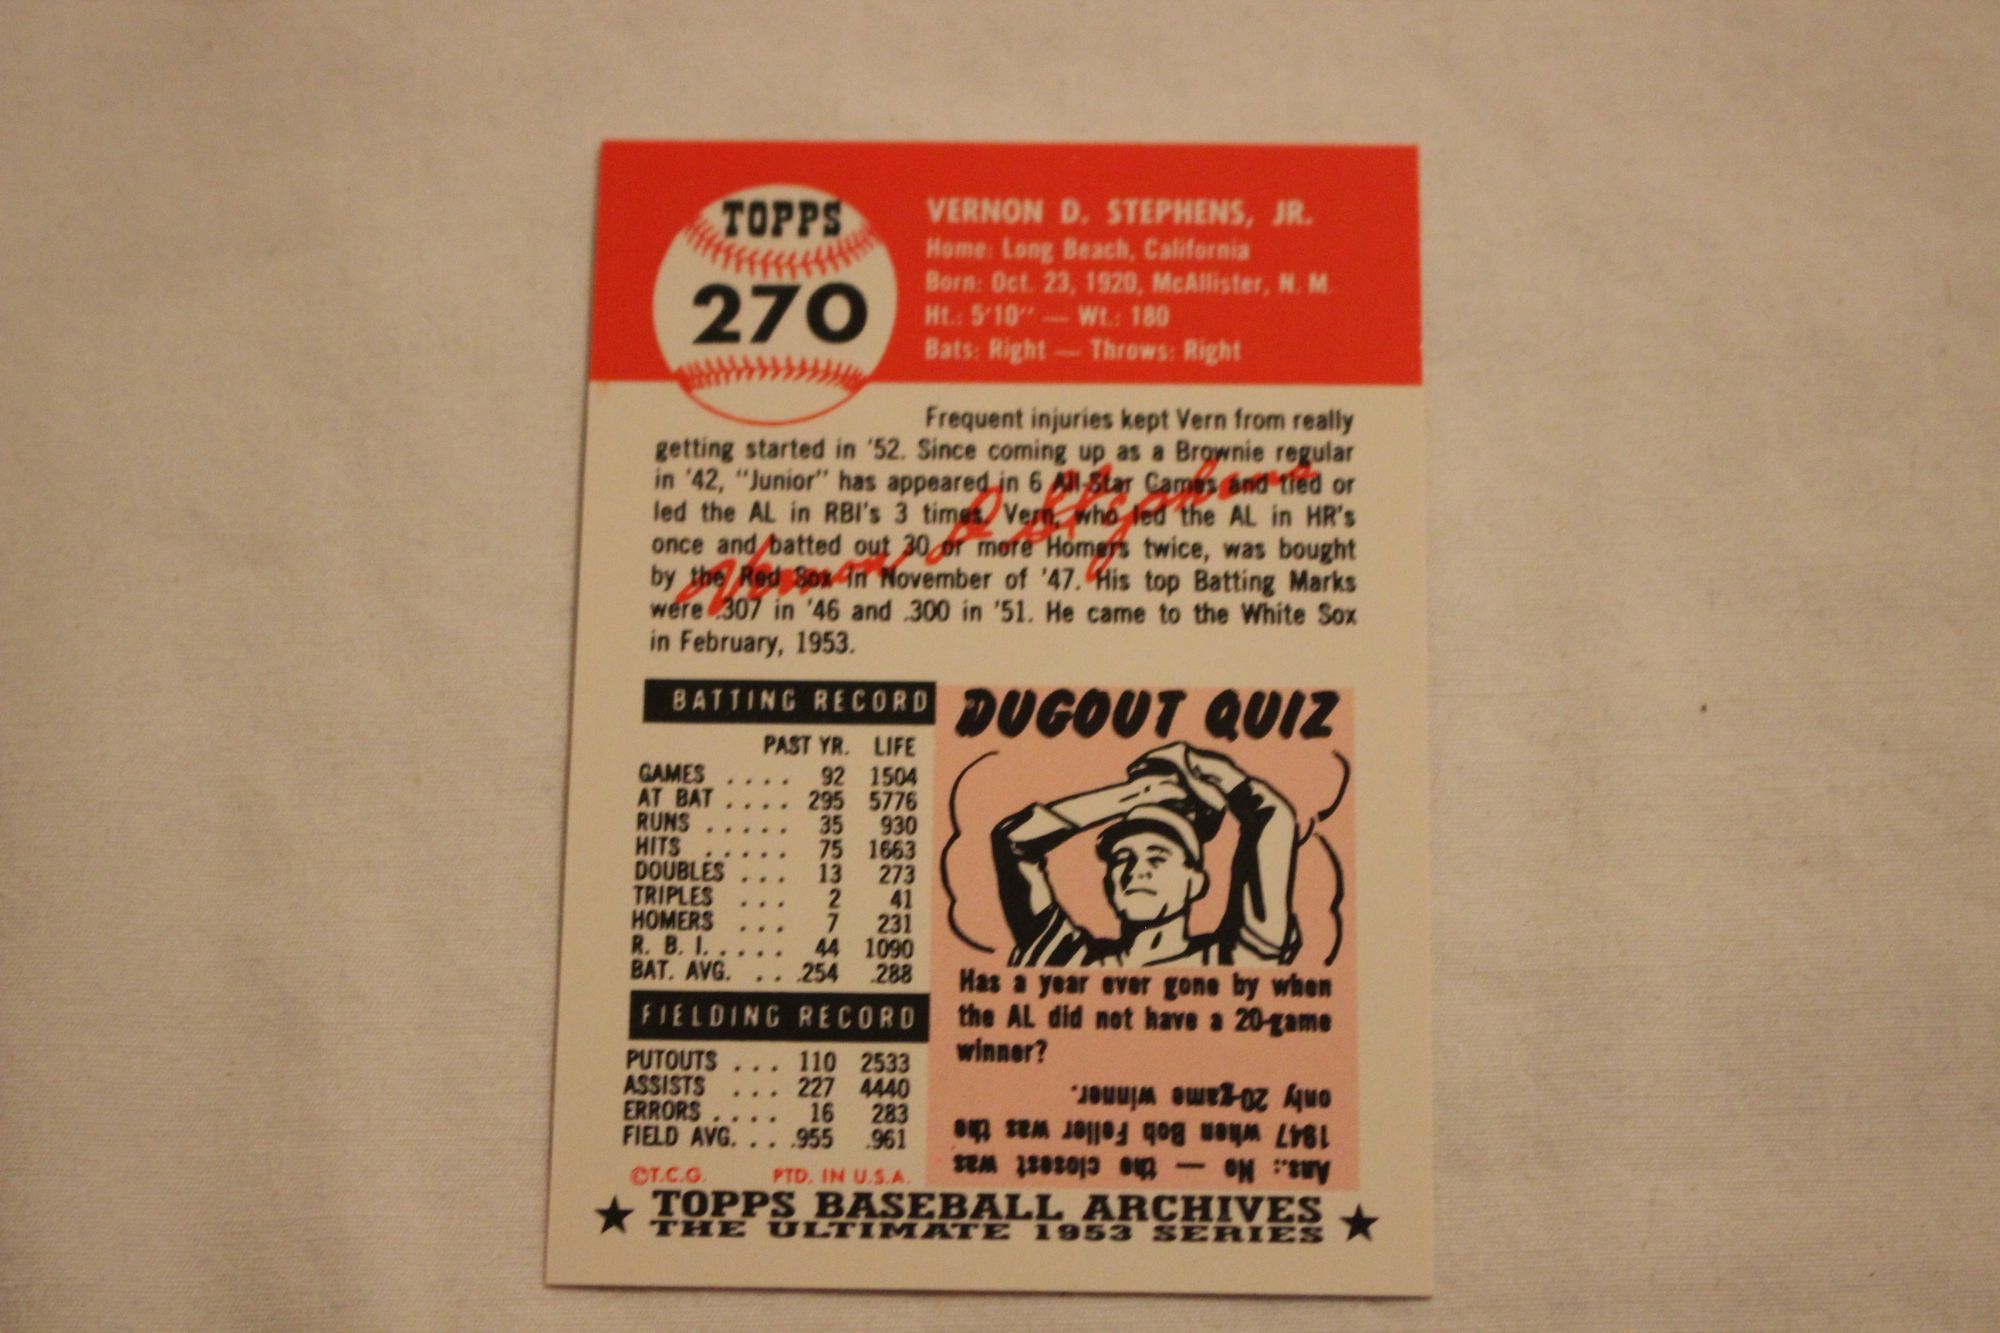 TOPPS
270
VERNON D. STEPHENS, JR.
Home: Long Beach, California
Born: Oct. 23, 1920, McAllister, N. M.
Ht.: 5'10" — Wt.: 180
Bats: Right — Throws: Right
Frequent injuries kept Vern from really
getting started in '52. Since coming up as a Brownie regular
in '42, "Junior" has appeared in 6 All-Star Games and tied or
led the AL in RBI's 3 times. Vern, who led the AL in HR's
once and batted out 30 or more Homers twice, was bought
by the Red Sox in November of '47. His top Batting Marks
were .307 in '46 and .300 in '51. He came to the White Sox
in February, 1953.
Vernon D Stephens
BATTING RECORD
PAST YR. LIFE
GAMES .... 92 1504
AT BAT .... 295 5776
RUNS ..... 35 930
HITS ..... 75 1663
DOUBLES ... 13 273
TRIPLES ... 2 41
HOMERS ... 7 231
R. B. I. .... 44 1090
BAT. AVG. .. .254 .288
FIELDING RECORD
PUTOUTS ... 110 2533
ASSISTS ... 227 4440
ERRORS .... 16 283
FIELD AVG. ... .955 .961
©T.C.G. PTD. IN U.S.A.
DUGOUT QUIZ
Has a year ever gone by when
the AL did not have a 20-game
winner?
Ans.: No — the closest was
1947 when Bob Feller was the
only 20-game winner.
★ TOPPS BASEBALL ARCHIVES ★
THE ULTIMATE 1953 SERIES